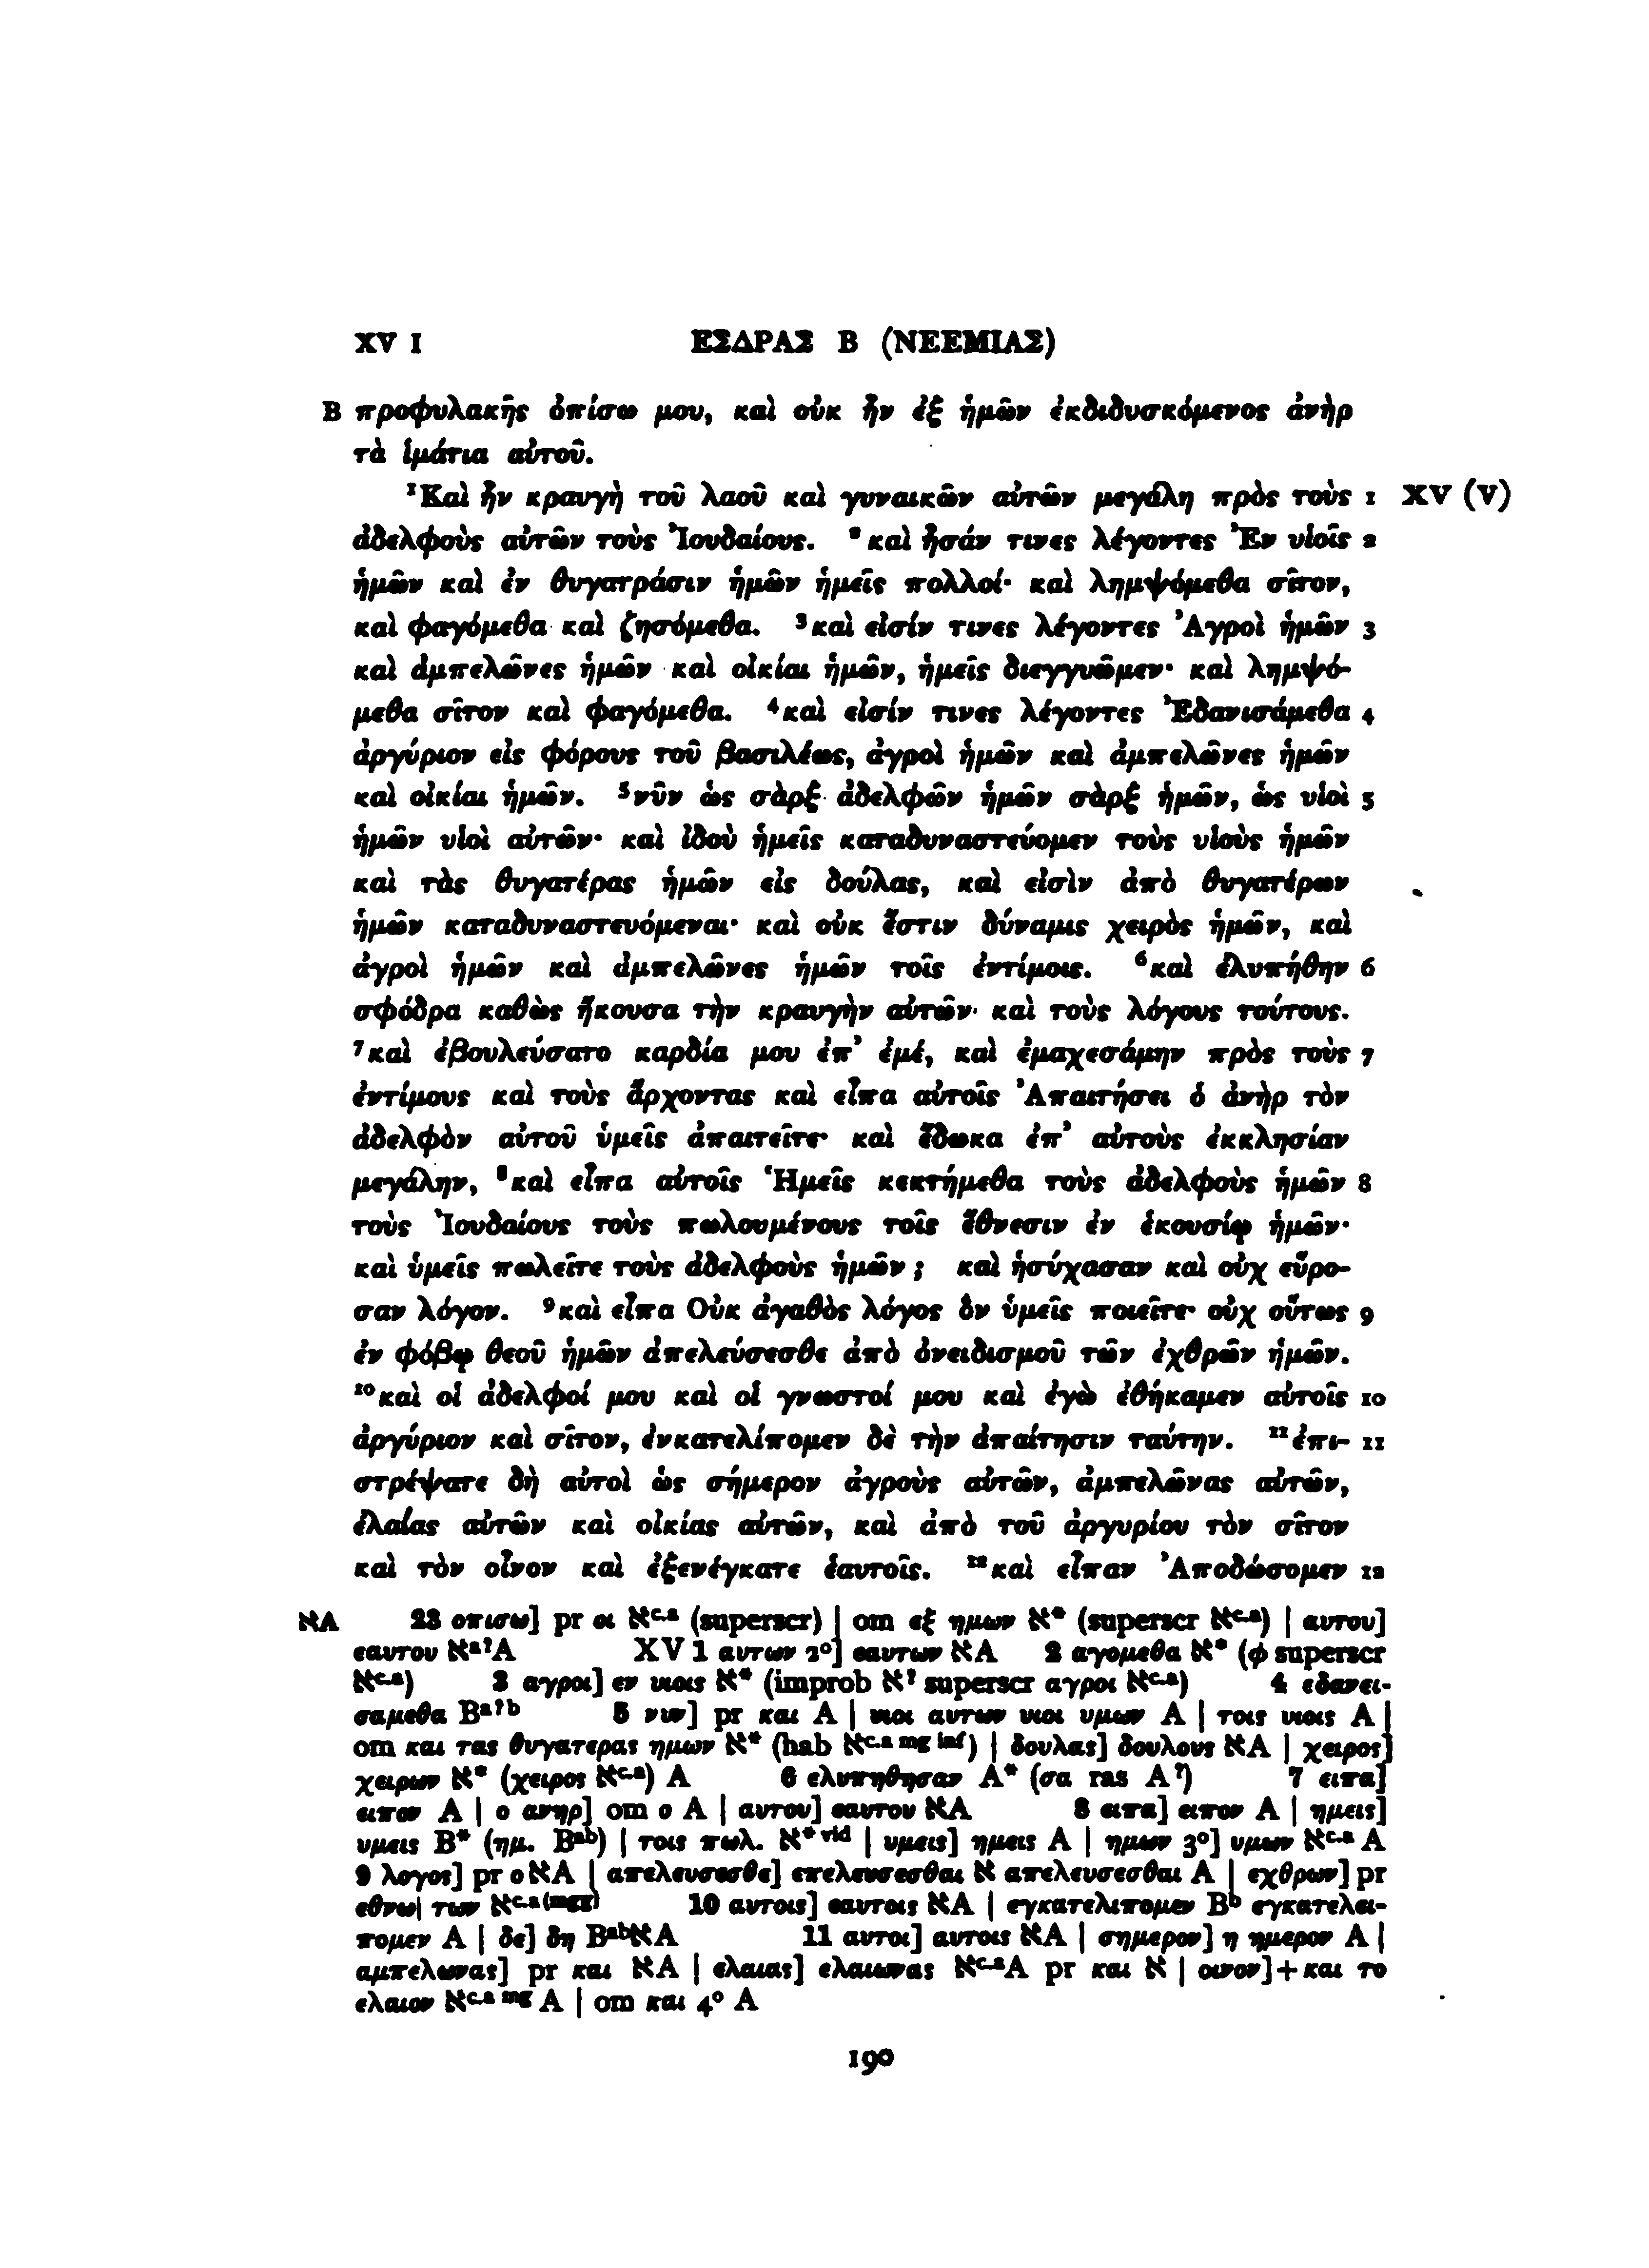 XV 1 ΕΣΔΡΑΣ Β (ΝΕΕΜΙΑΣ)
B προφυλακῆς ὀπίσω μου, καὶ οὐκ ἦν ἐξ ἡμῶν ἐκδιδυσκόμενος ἀνὴρ
τὰ ἱμάτια αὐτοῦ.
¹Καὶ ἦν κραυγὴ τοῦ λαοῦ καὶ γυναικῶν αὐτῶν μεγάλη πρὸς τοὺς 1 XV (V)
ἀδελφοὺς αὐτῶν τοὺς Ἰουδαίους. ²καὶ ἦσάν τινες λέγοντες Ἐν υἱοῖς 2
ἡμῶν καὶ ἐν θυγατράσιν ἡμῶν ἡμεῖς πολλοί· καὶ λημψόμεθα σῖτον,
καὶ φαγόμεθα καὶ ζησόμεθα. ³καὶ εἰσίν τινες λέγοντες Ἀγροὶ ἡμῶν 3
καὶ ἀμπελῶνες ἡμῶν καὶ οἰκίαι ἡμῶν, ἡμεῖς διεγγυῶμεν· καὶ λημψό-
μεθα σῖτον καὶ φαγόμεθα. ⁴καὶ εἰσίν τινες λέγοντες Ἐδανισάμεθα 4
ἀργύριον εἰς φόρους τοῦ βασιλέως, ἀγροὶ ἡμῶν καὶ ἀμπελῶνες ἡμῶν
καὶ οἰκίαι ἡμῶν. ⁵νῦν ὡς σὰρξ ἀδελφῶν ἡμῶν σὰρξ ἡμῶν, ὡς υἱοὶ 5
ἡμῶν υἱοὶ αὐτῶν· καὶ ἰδοὺ ἡμεῖς καταδυναστεύομεν τοὺς υἱοὺς ἡμῶν
καὶ τὰς θυγατέρας ἡμῶν εἰς δούλας, καὶ εἰσὶν ἀπὸ θυγατέρων
ἡμῶν καταδυναστευόμεναι· καὶ οὐκ ἔστιν δύναμις χειρὸς ἡμῶν, καὶ
ἀγροὶ ἡμῶν καὶ ἀμπελῶνες ἡμῶν τοῖς ἐντίμοις. ⁶καὶ ἐλυπήθην 6
σφόδρα καθὼς ἤκουσα τὴν κραυγὴν αὐτῶν καὶ τοὺς λόγους τούτους.
⁷καὶ ἐβουλεύσατο καρδία μου ἐπ’ ἐμέ, καὶ ἐμαχεσάμην πρὸς τοὺς 7
ἐντίμους καὶ τοὺς ἄρχοντας καὶ εἶπα αὐτοῖς Ἀπαιτήσει ὁ ἀνὴρ τὸν
ἀδελφὸν αὐτοῦ ὑμεῖς ἀπαιτεῖτε· καὶ ἔδωκα ἐπ’ αὐτοὺς ἐκκλησίαν
μεγάλην, ⁸καὶ εἶπα αὐτοῖς Ἡμεῖς κεκτήμεθα τοὺς ἀδελφοὺς ἡμῶν 8
τοὺς Ἰουδαίους τοὺς πωλουμένους τοῖς ἔθνεσιν ἐν ἑκουσίῳ ἡμῶν·
καὶ ὑμεῖς πωλεῖτε τοὺς ἀδελφοὺς ἡμῶν; καὶ ἡσύχασαν καὶ οὐχ εὕρο-
σαν λόγον. ⁹καὶ εἶπα Οὐκ ἀγαθὸς λόγος ὃν ὑμεῖς ποιεῖτε· οὐχ οὕτως 9
ἐν φόβῳ θεοῦ ἡμῶν ἀπελεύσεσθε ἀπὸ ὀνειδισμοῦ τῶν ἐχθρῶν ἡμῶν.
¹⁰καὶ οἱ ἀδελφοί μου καὶ οἱ γνωστοί μου καὶ ἐγὼ ἐθήκαμεν αὐτοῖς 10
ἀργύριον καὶ σῖτον, ἐνκατελίπομεν δὲ τὴν ἀπαίτησιν ταύτην. ¹¹ἐπι- 11
στρέψατε δὴ αὐτοὶ ὡς σήμερον ἀγροὺς αὐτῶν, ἀμπελῶνας αὐτῶν,
ἐλαίας αὐτῶν καὶ οἰκίας αὐτῶν, καὶ ἀπὸ τοῦ ἀργυρίου τὸν σῖτον
καὶ τὸν οἶνον καὶ ἐξενέγκατε ἑαυτοῖς. ¹²καὶ εἶπαν Ἀποδώσομεν 12
אA 23 οπισω] pr οι א^c.a (superscr) | om εξ ημων א* (superscr א^c.a) | αυτου]
εαυτου א^a?A XV 1 αυτων 2°] εαυτων אA 2 αγομεθα א* (φ superscr
א^c.a) 3 αγροι] εν υιοις א* (improb א? superscr αγροι א^c.a) 4 εδανει-
σαμεθα B^a?b 5 νυν] pr και A | υιοι αυτων υιοι υμων A | τοις υιοις A |
om και τας θυγατερας ημων א* (hab א^c.a mg inf) | δουλας] δουλους אA | χειρος]
χειρων א* (χειρος א^c.a) A 6 ελυπηθησαν A* (σα ras A?) 7 ειπα]
ειπον A | ο ανηρ] om ο A | αυτου] εαυτου אA 8 ειπα] ειπον A | ημεις]
υμεις B* (ημ. B^ab) | τοις πωλ. א*vid | υμεις] ημεις A | ημων 3°] υμων א^c.a A
9 λογος] pr ο אA | απελευσεσθε] επελευσεσθαι א απελευσεσθαι A | εχθρων] pr
εθνω| των א^c.a (mgg) 10 αυτοις] εαυτοις אA | εγκατελιπομεν B^b εγκατελει-
πομεν A | δε] δη B^abאA 11 αυτοι] αυτοις אA | σημερον] η ημερον A |
αμπελωνας] pr και אA | ελαιας] ελαιωνας א^c.aA pr και א | οινον]+και το
ελαιον א^c.a mg A | om και 4° A
190